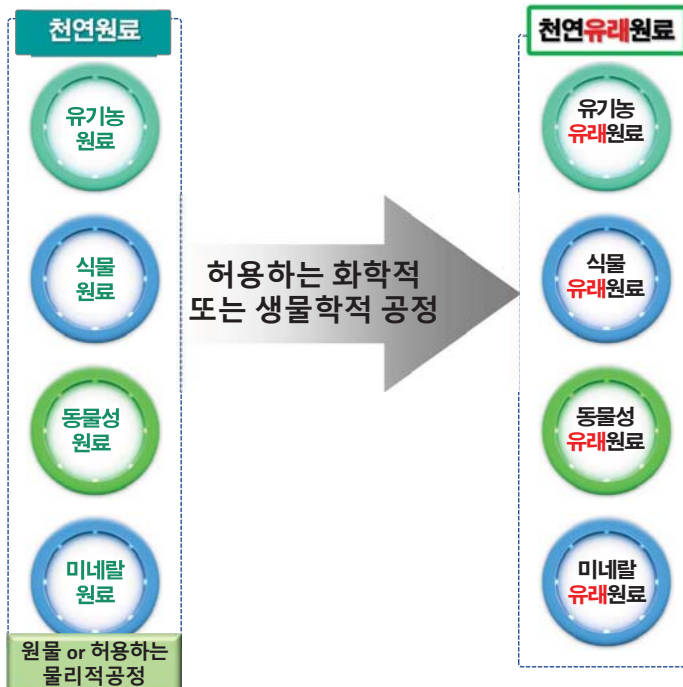 천연원료
유기농
원료
식물
원료
동물성
원료
미네랄
원료
원물 or 허용하는
물리적공정
허용하는 화학적
또는 생물학적 공정
천연유래원료
유기농
유래원료
식물
유래원료
동물성
유래원료
미네랄
유래원료